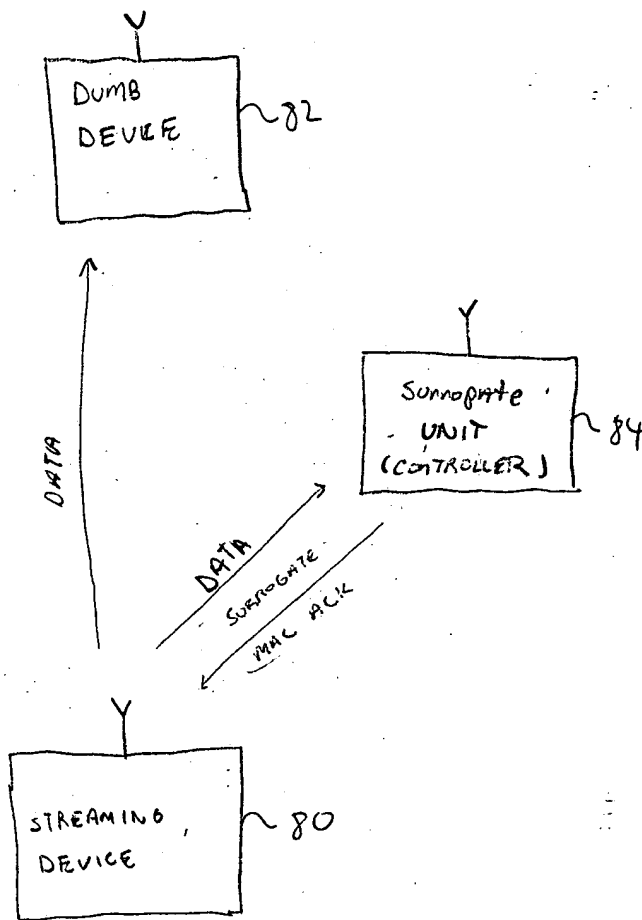 DUMB
DEVICE
82
Surrogate
UNIT
(CONTROLLER)
84
DATA
DATA
SURROGATE
MAC ACK
STREAMING
DEVICE
80